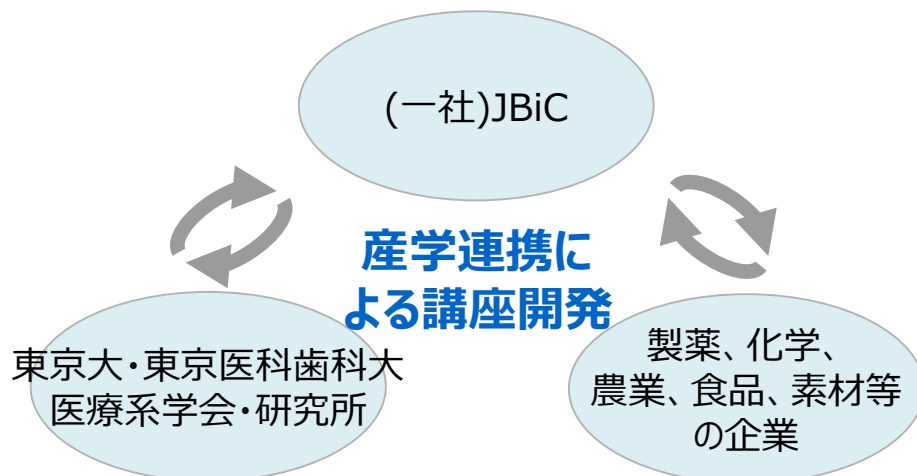 (一社)JBiC
産学連携に
よる講座開発
東京大・東京医科歯科大
医療系学会・研究所
製薬、化学、
農業、食品、素材等
の企業